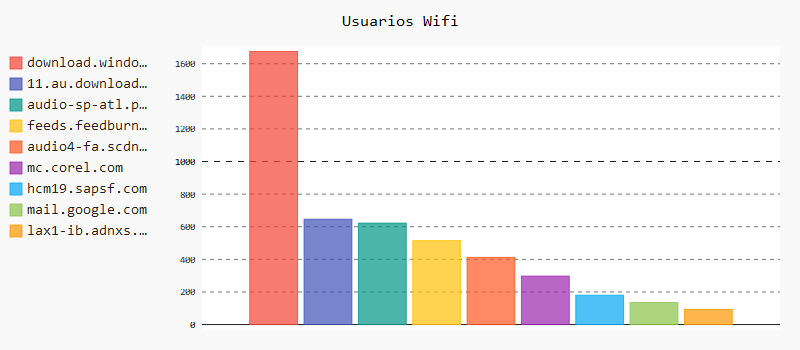 Usuarios Wifi
download.windo…
11.au.download…
audio-sp-atl.p…
feeds.feedburn…
audio4-fa.scdn…
mc.corel.com
hcm19.sapsf.com
mail.google.com
lax1-ib.adnxs.…
1600
1400
1200
1000
800
600
400
200
0